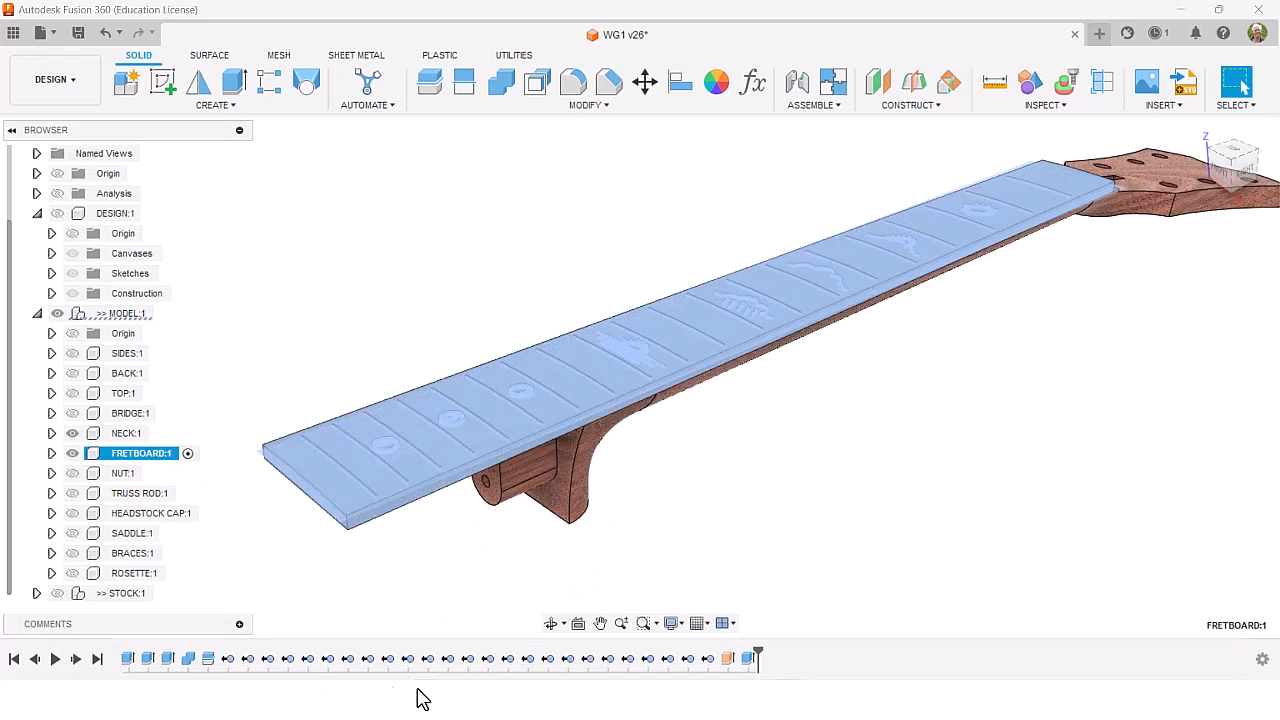 Autodesk Fusion 360 (Education License)
WG1 v26*
1
SOLID SURFACE MESH SHEET METAL PLASTIC UTILITIES
DESIGN
fx
CREATE AUTOMATE MODIFY ASSEMBLE CONSTRUCT INSPECT INSERT SELECT
BROWSER
Named Views
Origin
Analysis
DESIGN:1
Origin
Canvases
Sketches
Construction
>> MODEL:1
Origin
SIDES:1
BACK:1
TOP:1
BRIDGE:1
NECK:1
FRETBOARD:1
NUT:1
TRUSS ROD:1
HEADSTOCK CAP:1
SADDLE:1
BRACES:1
ROSETTE:1
>> STOCK:1
Z
COMMENTS
FRETBOARD:1